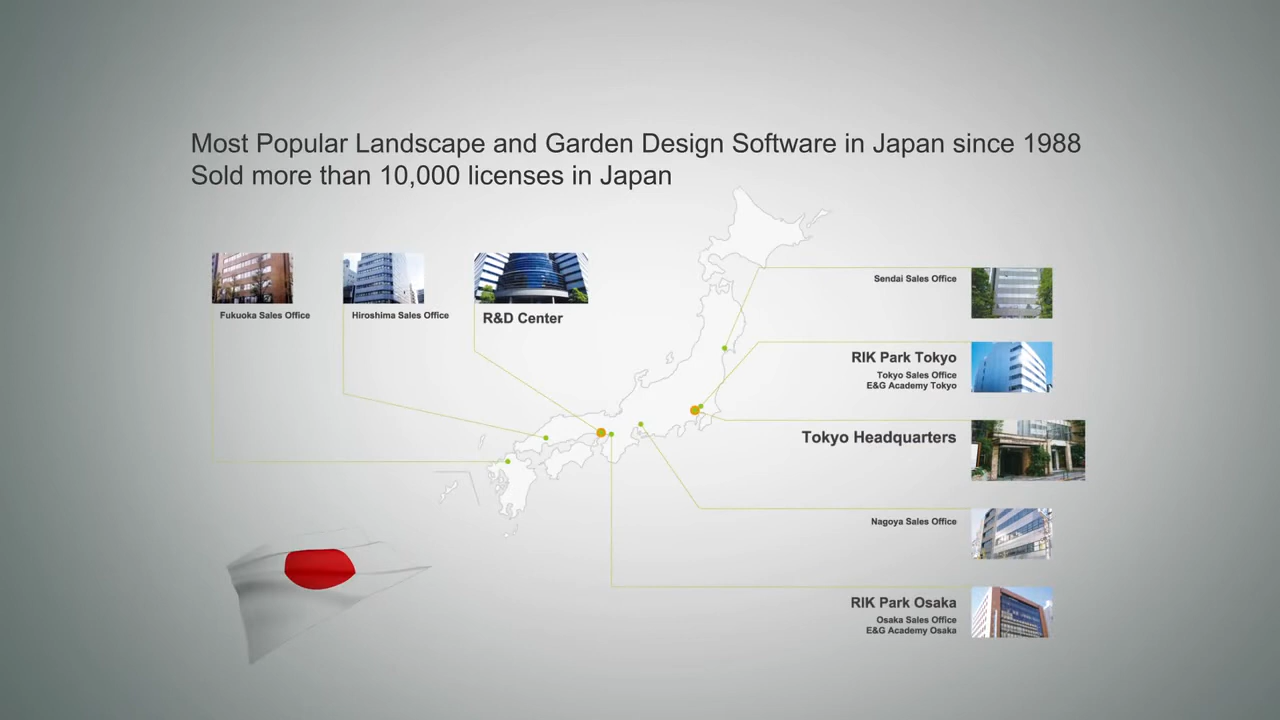 Most Popular Landscape and Garden Design Software in Japan since 1988
Sold more than 10,000 licenses in Japan
Fukuoka Sales Office
Hiroshima Sales Office
R&D Center
Sendai Sales Office
RIK Park Tokyo
Tokyo Sales Office
E&G Academy Tokyo
Tokyo Headquarters
Nagoya Sales Office
RIK Park Osaka
Osaka Sales Office
E&G Academy Osaka